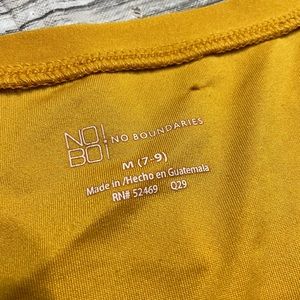 NO!
BO! NO BOUNDARIES
M (7-9)
Made in /Hecho en Guatemala
RN# 52469 Q29